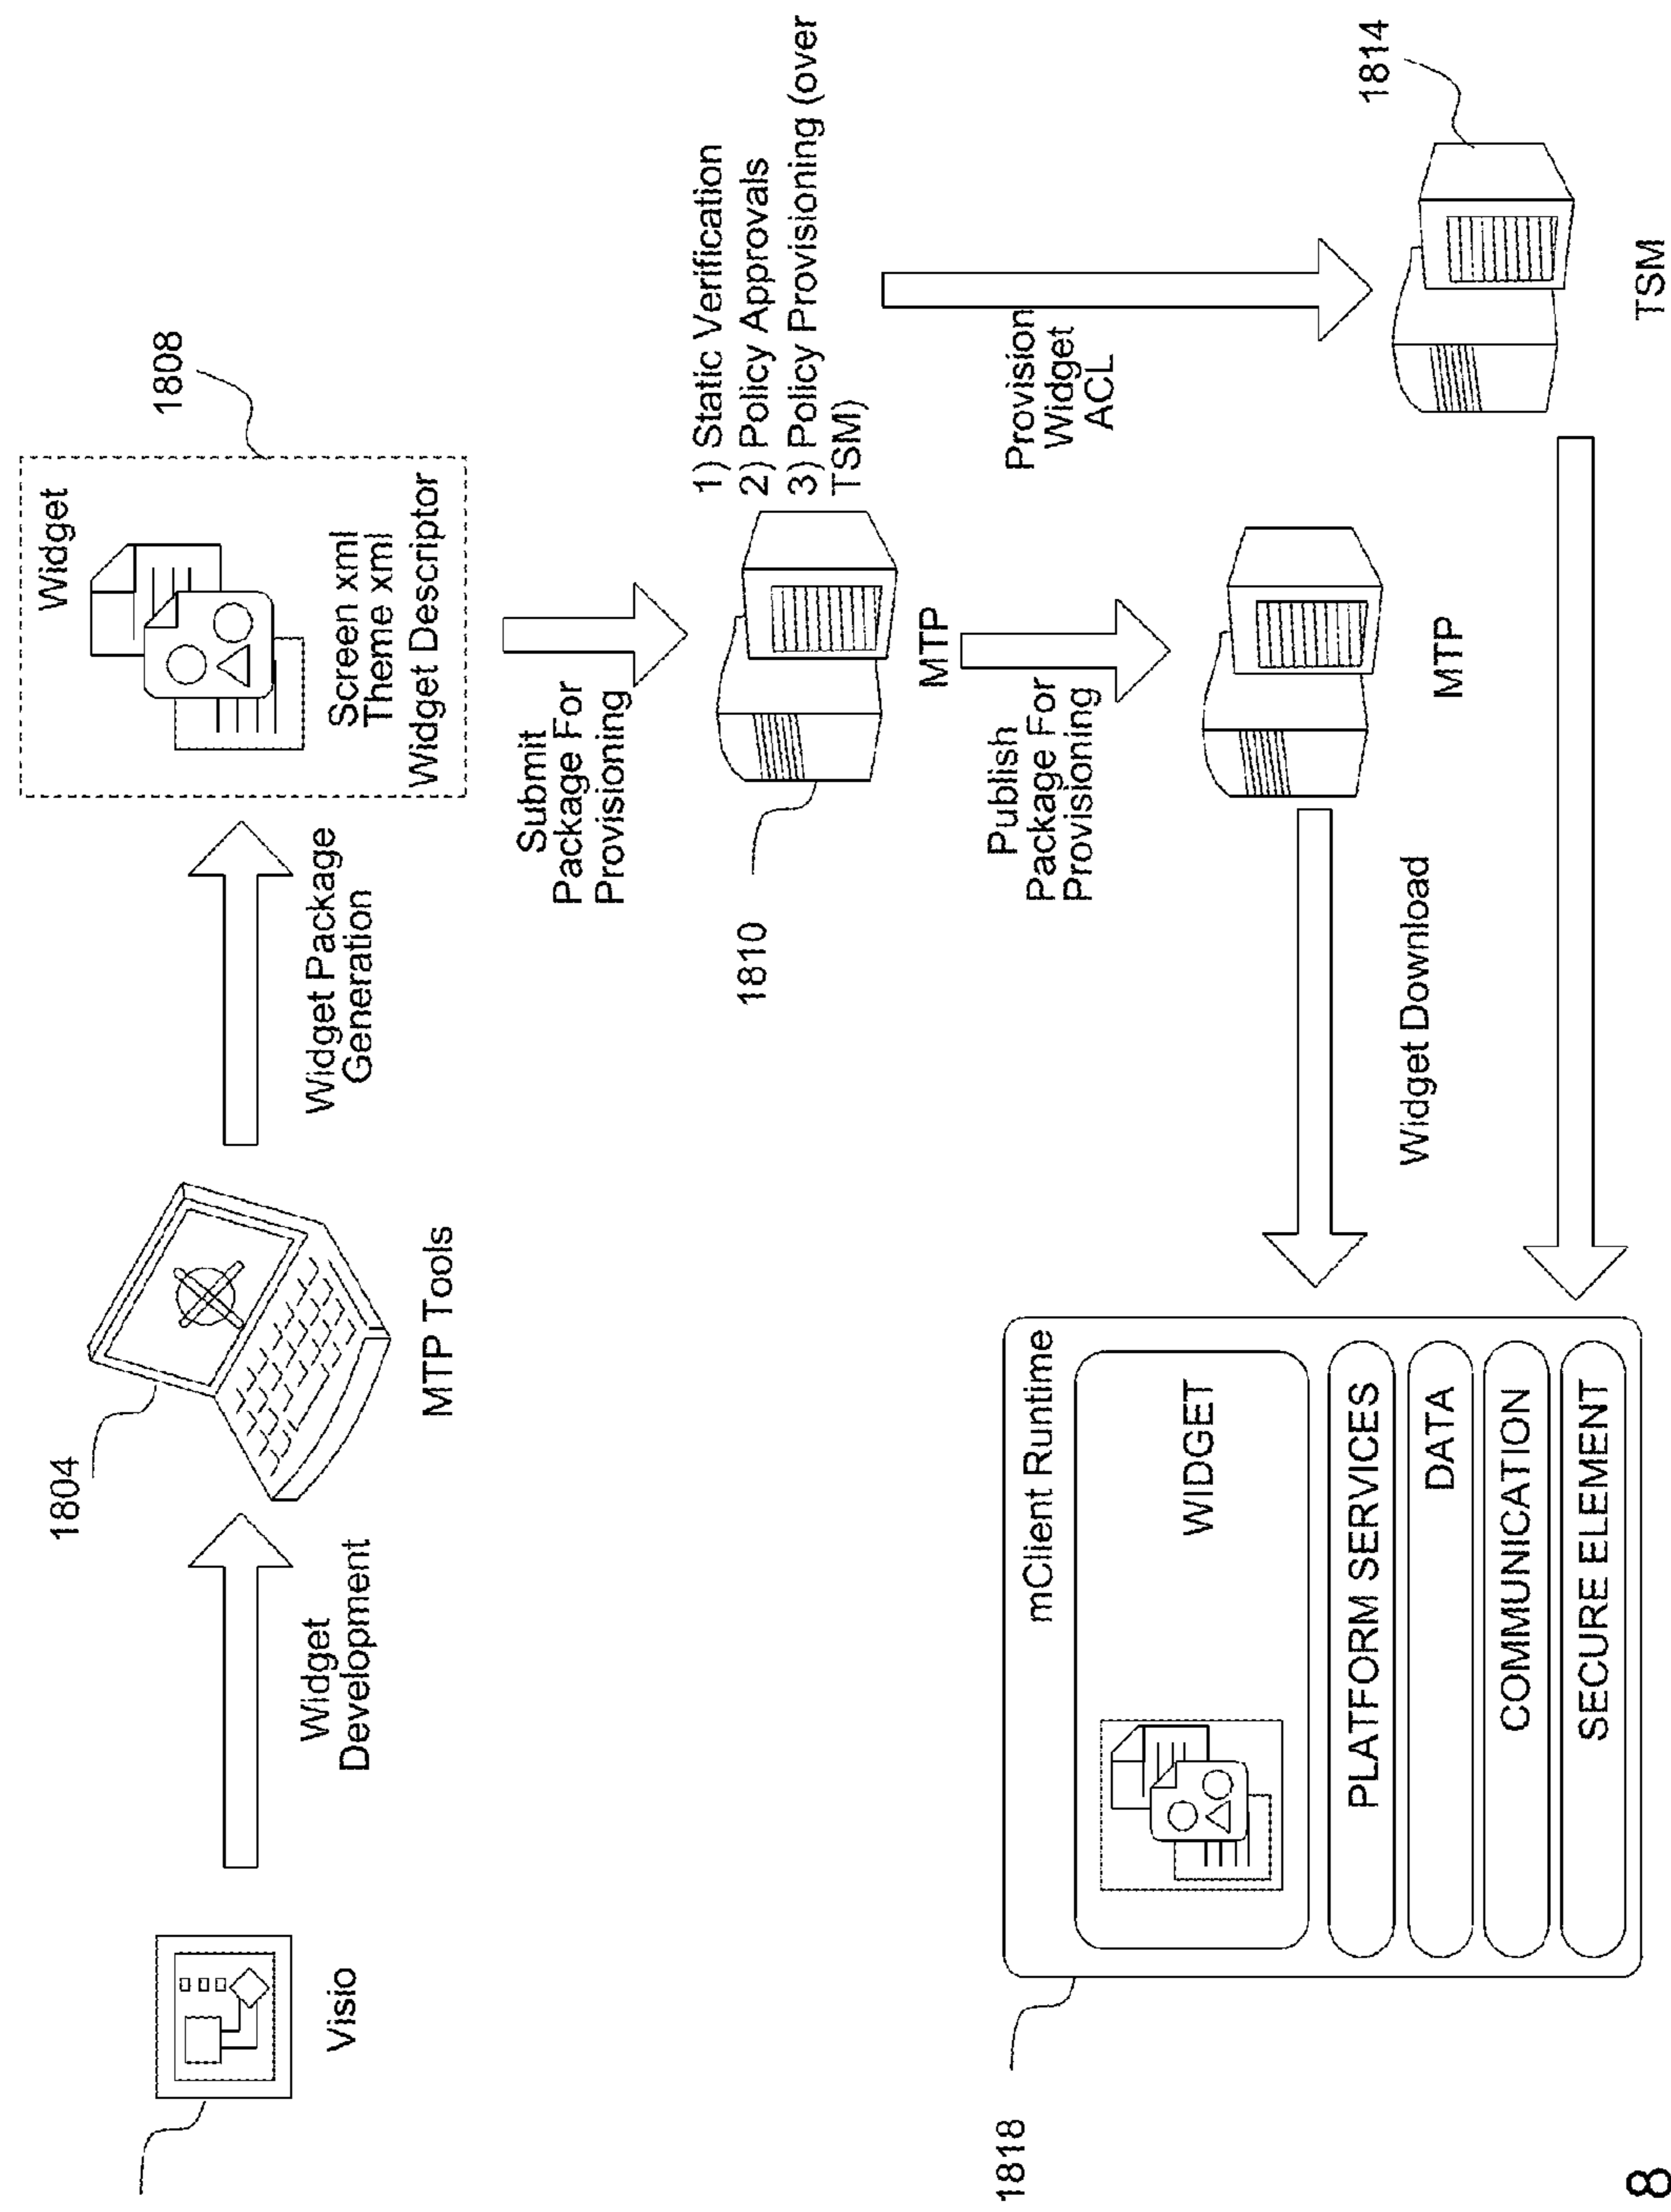 Visio
Widget
Development
1804
MTP Tools
Widget Package
Generation
1808
Widget
Screen xml
Theme xml
Widget Descriptor
Submit
Package For
Provisioning
1810
MTP
1) Static Verification
2) Policy Approvals
3) Policy Provisioning (over
TSM)
Publish
Package For
Provisioning
MTP
Provision
Widget
ACL
1814
TSM
Widget Download
1818
mClient Runtime
WIDGET
PLATFORM SERVICES
DATA
COMMUNICATION
SECURE ELEMENT
8